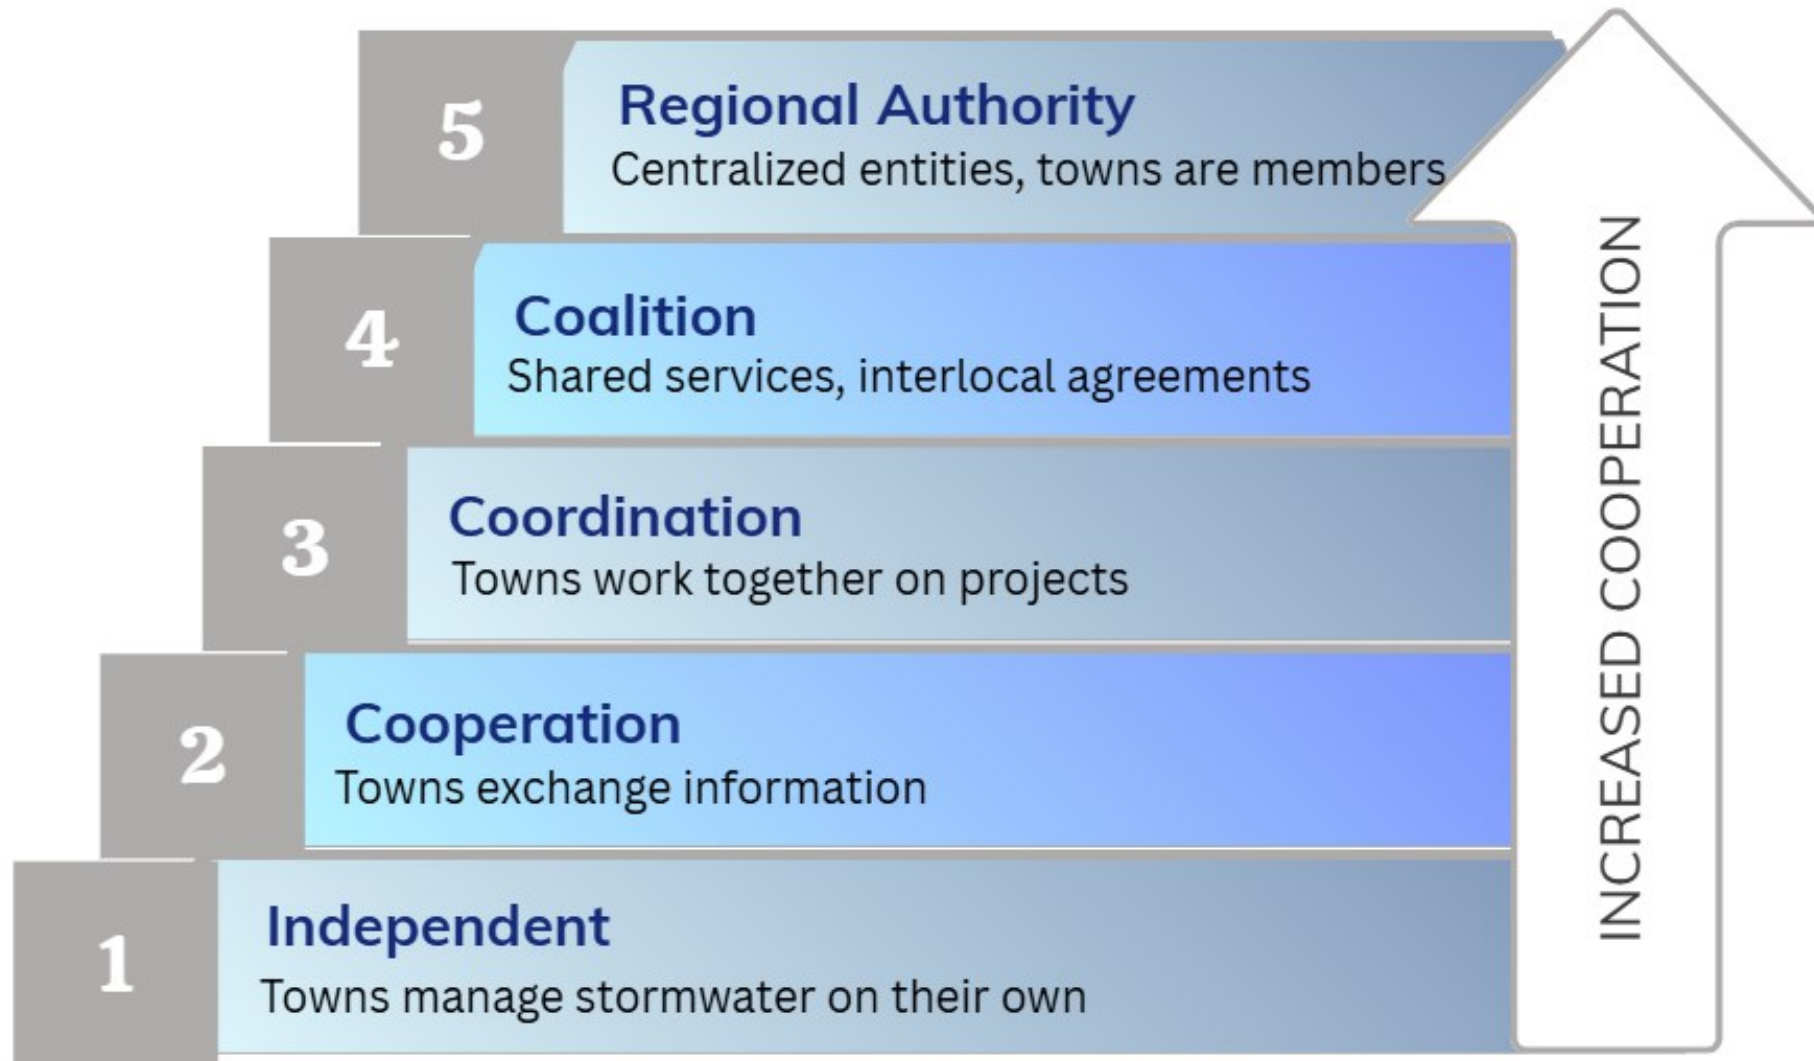 5
Regional Authority
Centralized entities, towns are members
4
Coalition
Shared services, interlocal agreements
3
Coordination
Towns work together on projects
2
Cooperation
Towns exchange information
1
Independent
Towns manage stormwater on their own
INCREASED COOPERATION